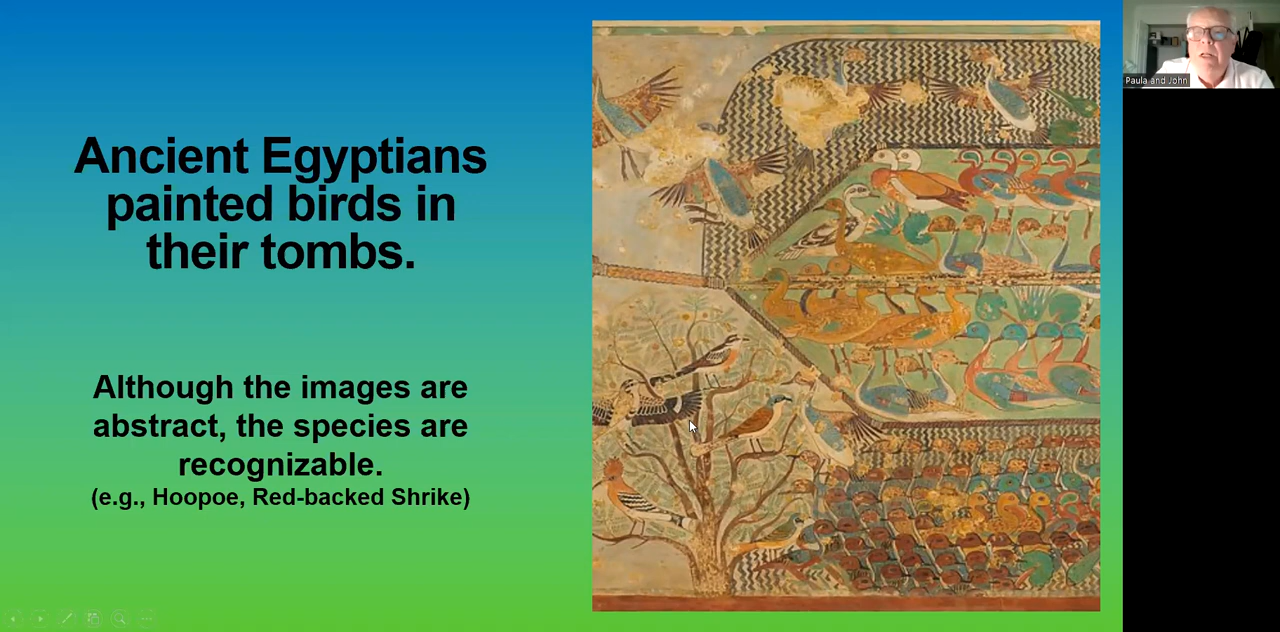 Ancient Egyptians
painted birds in
their tombs.
Although the images are
abstract, the species are
recognizable.
(e.g., Hoopoe, Red-backed Shrike)
Paula and John